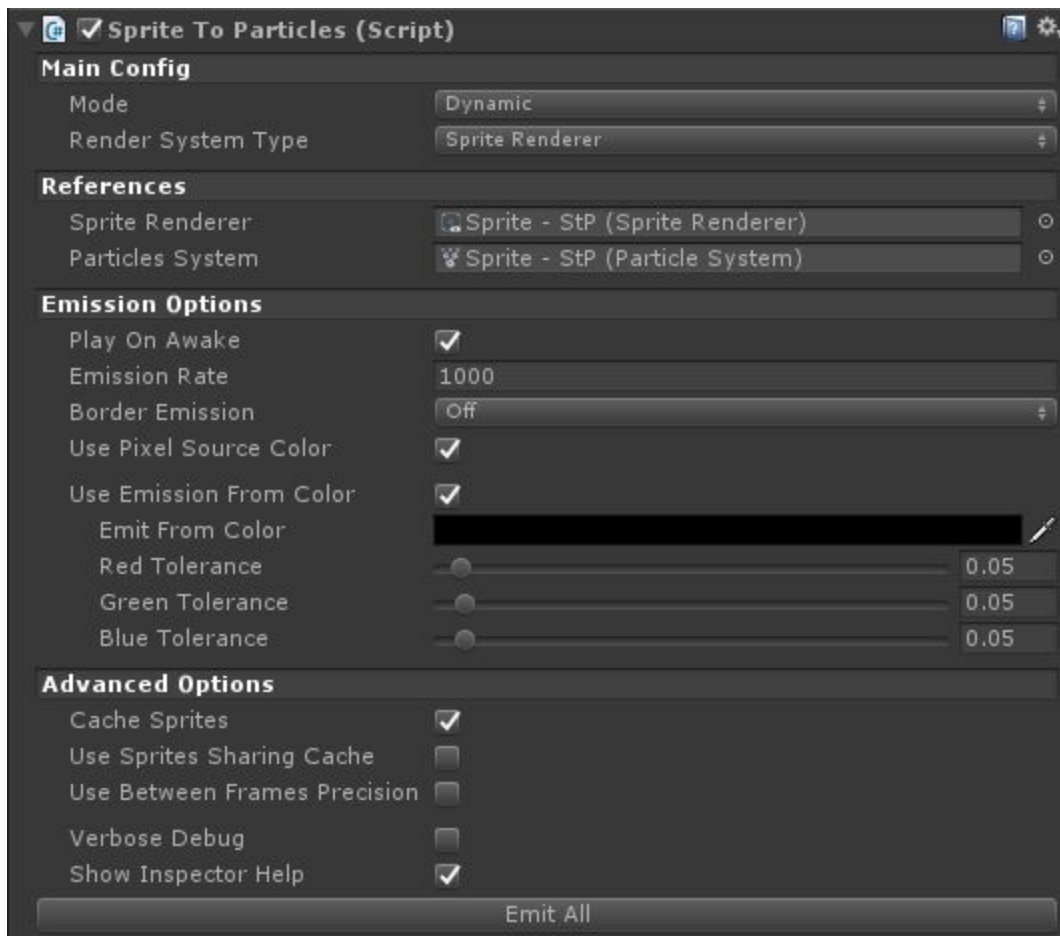 Sprite To Particles (Script)
Main Config
Mode Dynamic
Render System Type Sprite Renderer
References
Sprite Renderer Sprite - StP (Sprite Renderer)
Particles System Sprite - StP (Particle System)
Emission Options
Play On Awake
Emission Rate 1000
Border Emission Off
Use Pixel Source Color
Use Emission From Color
Emit From Color
Red Tolerance 0.05
Green Tolerance 0.05
Blue Tolerance 0.05
Advanced Options
Cache Sprites
Use Sprites Sharing Cache
Use Between Frames Precision
Verbose Debug
Show Inspector Help
Emit All